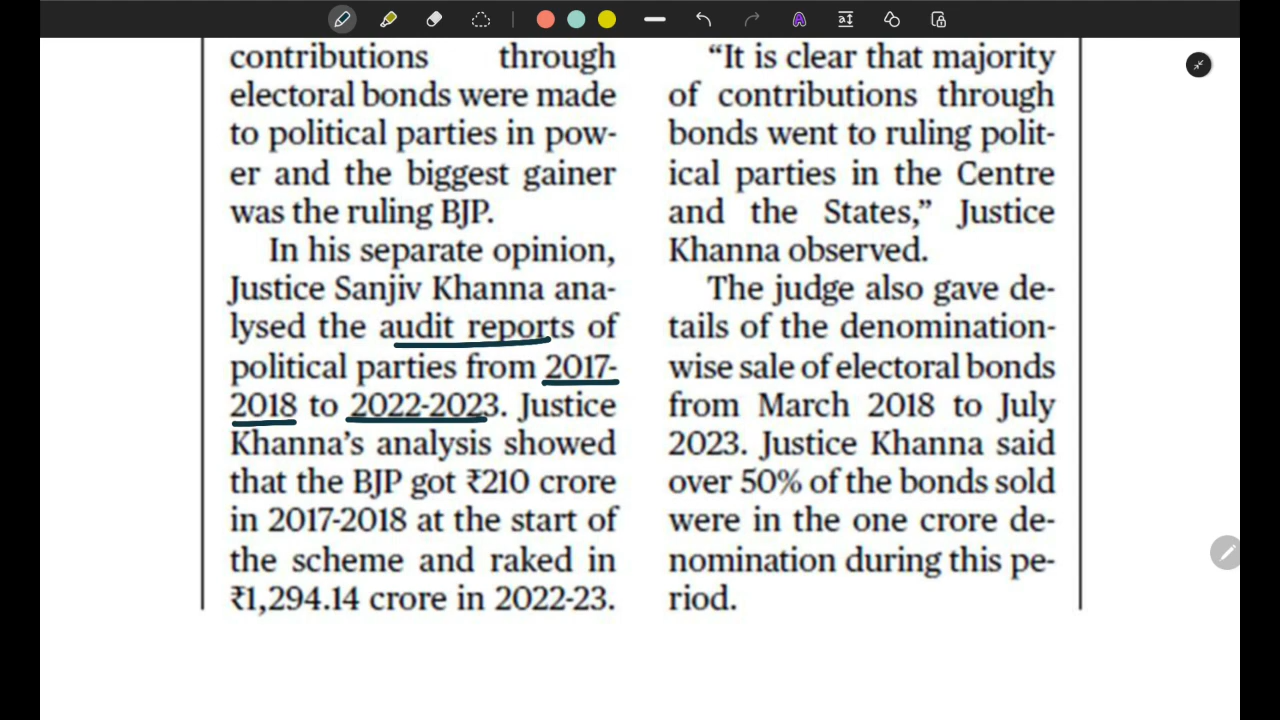 contributions through
electoral bonds were made
to political parties in pow-
er and the biggest gainer
was the ruling BJP.
In his separate opinion,
Justice Sanjiv Khanna ana-
lysed the audit reports of
political parties from 2017-
2018 to 2022-2023. Justice
Khanna’s analysis showed
that the BJP got ₹210 crore
in 2017-2018 at the start of
the scheme and raked in
₹1,294.14 crore in 2022-23.
“It is clear that majority
of contributions through
bonds went to ruling polit-
ical parties in the Centre
and the States,” Justice
Khanna observed.
The judge also gave de-
tails of the denomination-
wise sale of electoral bonds
from March 2018 to July
2023. Justice Khanna said
over 50% of the bonds sold
were in the one crore de-
nomination during this pe-
riod.